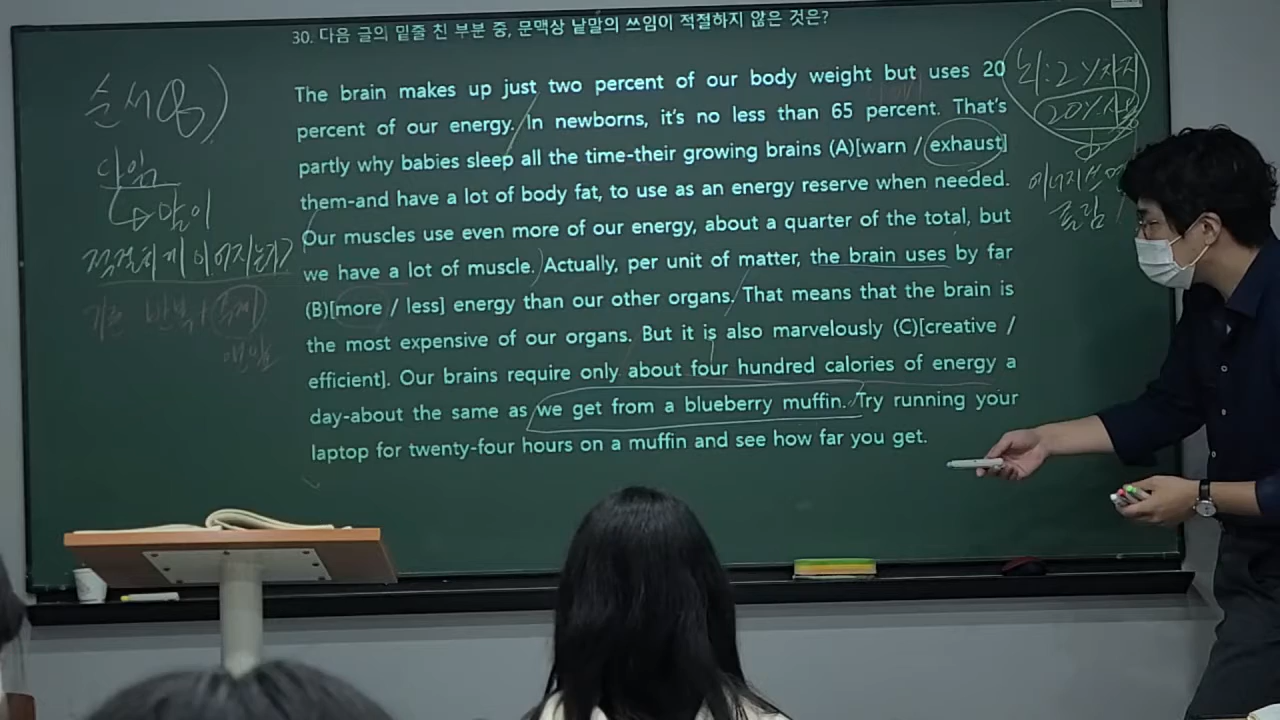 30. 다음 글의 밑줄 친 부분 중, 문맥상 낱말의 쓰임이 적절하지 않은 것은?
The brain makes up just two percent of our body weight but uses 20
percent of our energy. In newborns, it's no less than 65 percent. That's
partly why babies sleep all the time-their growing brains (A)[warn / exhaust]
them-and have a lot of body fat, to use as an energy reserve when needed.
Our muscles use even more of our energy, about a quarter of the total, but
we have a lot of muscle. Actually, per unit of matter, the brain uses by far
(B)[more / less] energy than our other organs. That means that the brain is
the most expensive of our organs. But it is also marvelously (C)[creative /
efficient]. Our brains require only about four hundred calories of energy a
day-about the same as we get from a blueberry muffin. Try running your
laptop for twenty-four hours on a muffin and see how far you get.
순서
많이
적절하게 이어지는가?
뇌: 2% 차지
20%
에너지
졸림